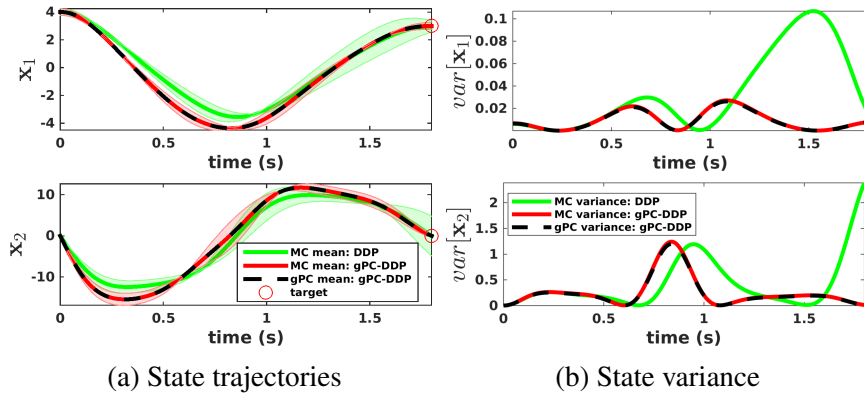 4
2
0
-2
-4
x₁
0
0.5
1
1.5
time (s)
0.1
0.08
0.06
0.04
0.02
var[x₁]
0
0.5
1
1.5
time (s)
10
0
-10
x₂
MC mean: DDP
MC mean: gPC-DDP
gPC mean: gPC-DDP
target
0
0.5
1
1.5
time (s)
2
1.5
1
0.5
0
var[x₂]
MC variance: DDP
MC variance: gPC-DDP
gPC variance: gPC-DDP
0
0.5
1
1.5
time (s)
(a) State trajectories
(b) State variance